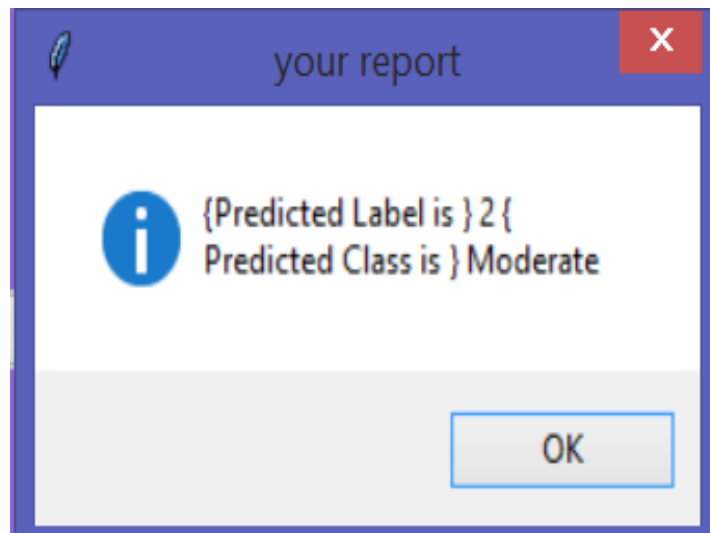 your report
X
{Predicted Label is } 2 {
Predicted Class is } Moderate
OK